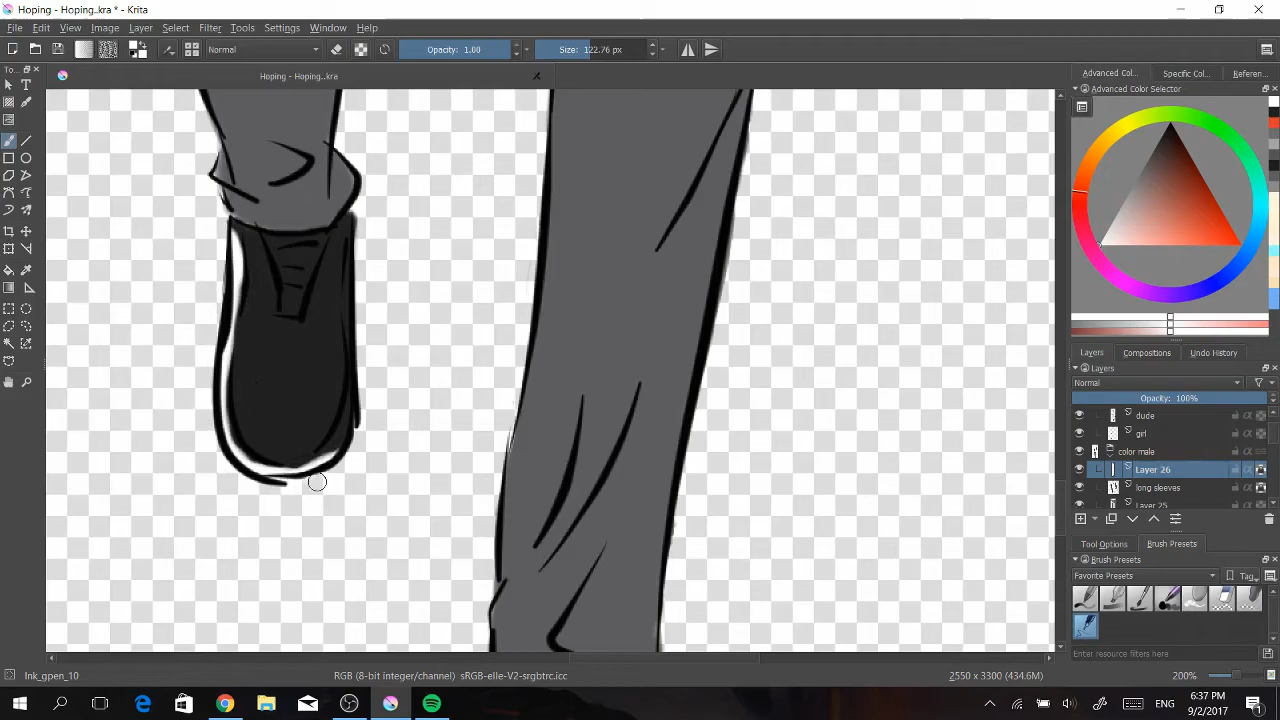 Hoping - Hoping..kra * - Krita
File Edit View Image Layer Select Filter Tools Settings Window Help
Normal Opacity: 1.00 Size: 122.76 px
To... Hoping - Hoping..kra
Advanced Col... Specific Col... Referen...
Advanced Color Selector
Layers Compositions Undo History
Layers
Normal
Opacity: 100%
dude
girl
color male
Layer 26
long sleeves
Layer 25
Tool Options Brush Presets
Brush Presets
Favorite Presets Tag
Enter resource filters here
Ink_gpen_10 RGB (8-bit integer/channel) sRGB-elle-V2-srgbtrc.icc 2550 x 3300 (434.6M) 200%
6:37 PM
9/2/2017